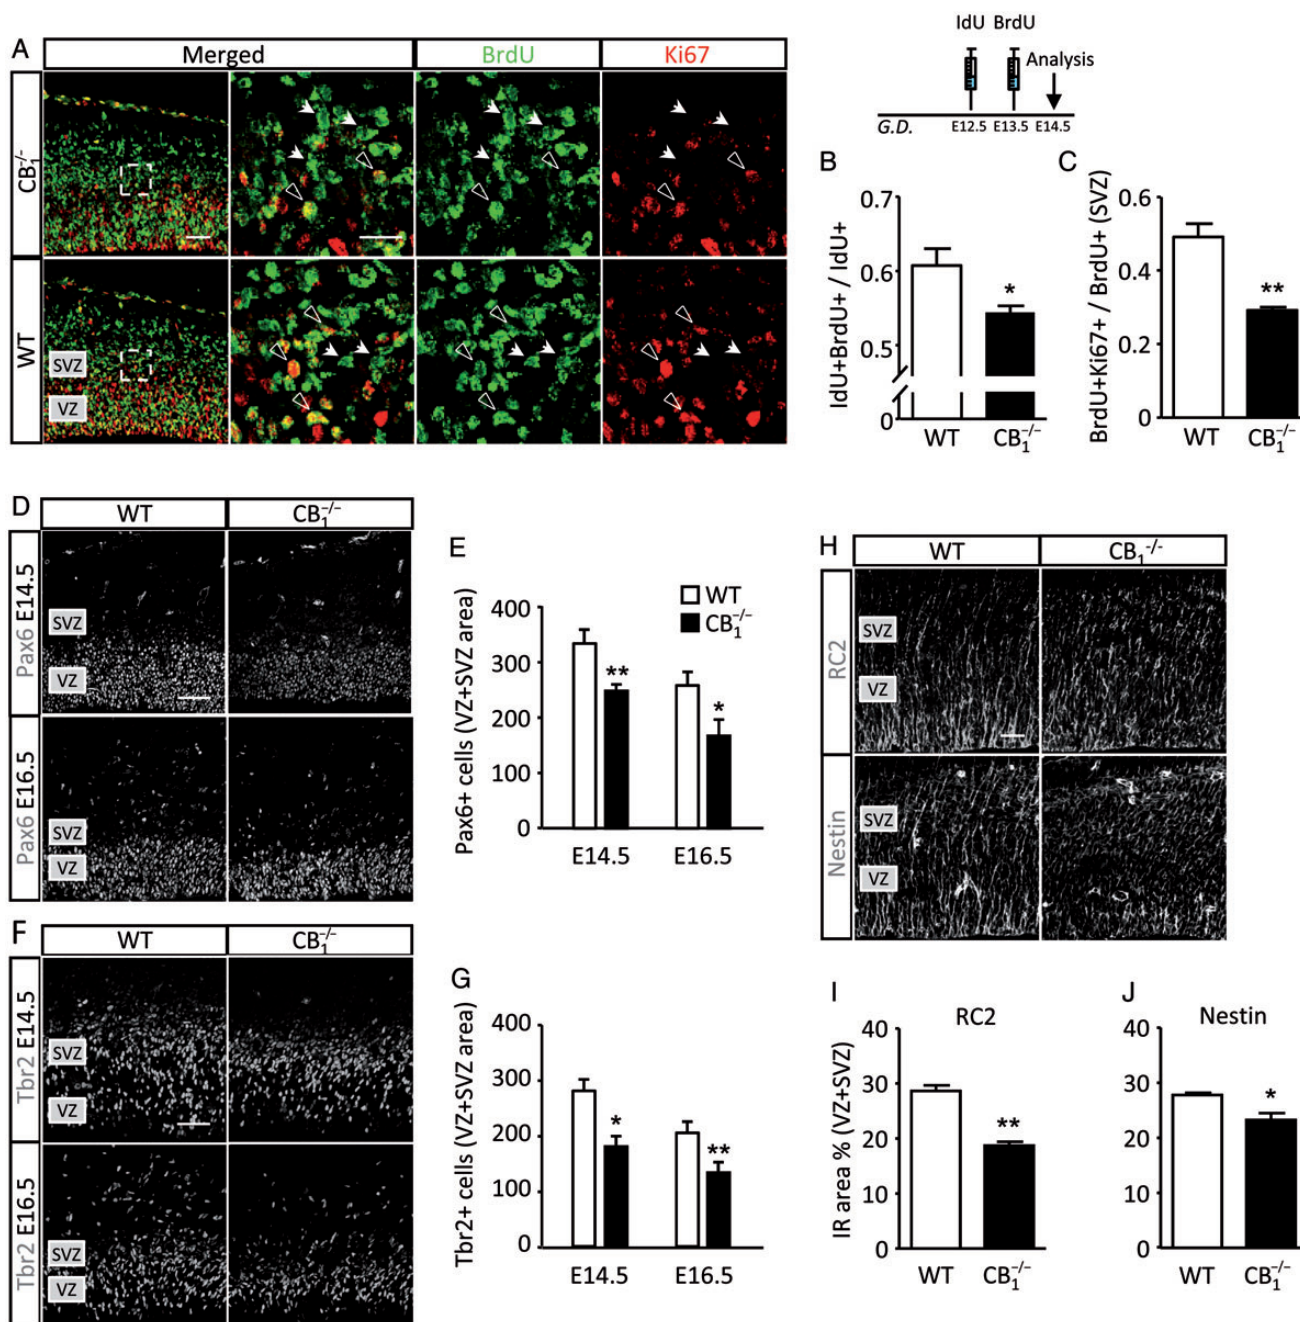 A
Merged
BrdU
Ki67
CB₁⁻/⁻
WT
SVZ
VZ
IdU BrdU
Analysis
G.D.
E12.5 E13.5 E14.5
B
IdU+BrdU+ / IdU+
0.7
0.6
0.5
0
WT CB₁⁻/⁻
C
BrdU+Ki67+ / BrdU+ (SVZ)
0.6
0.4
0.2
0
*
**
WT CB₁⁻/⁻
D
WT CB₁⁻/⁻
Pax6 E14.5
SVZ
VZ
Pax6 E16.5
SVZ
VZ
E
WT
CB₁⁻/⁻
Pax6+ cells (VZ+SVZ area)
400
300
200
100
0
**
*
E14.5 E16.5
F
WT CB₁⁻/⁻
Tbr2 E14.5
SVZ
VZ
Tbr2 E16.5
SVZ
VZ
G
Tbr2+ cells (VZ+SVZ area)
400
300
200
100
0
*
**
E14.5 E16.5
H
WT CB₁⁻/⁻
RC2
SVZ
VZ
Nestin
SVZ
VZ
I
RC2
IR area % (VZ+SVZ)
40
30
20
10
0
**
WT CB₁⁻/⁻
J
Nestin
40
30
20
10
0
*
WT CB₁⁻/⁻